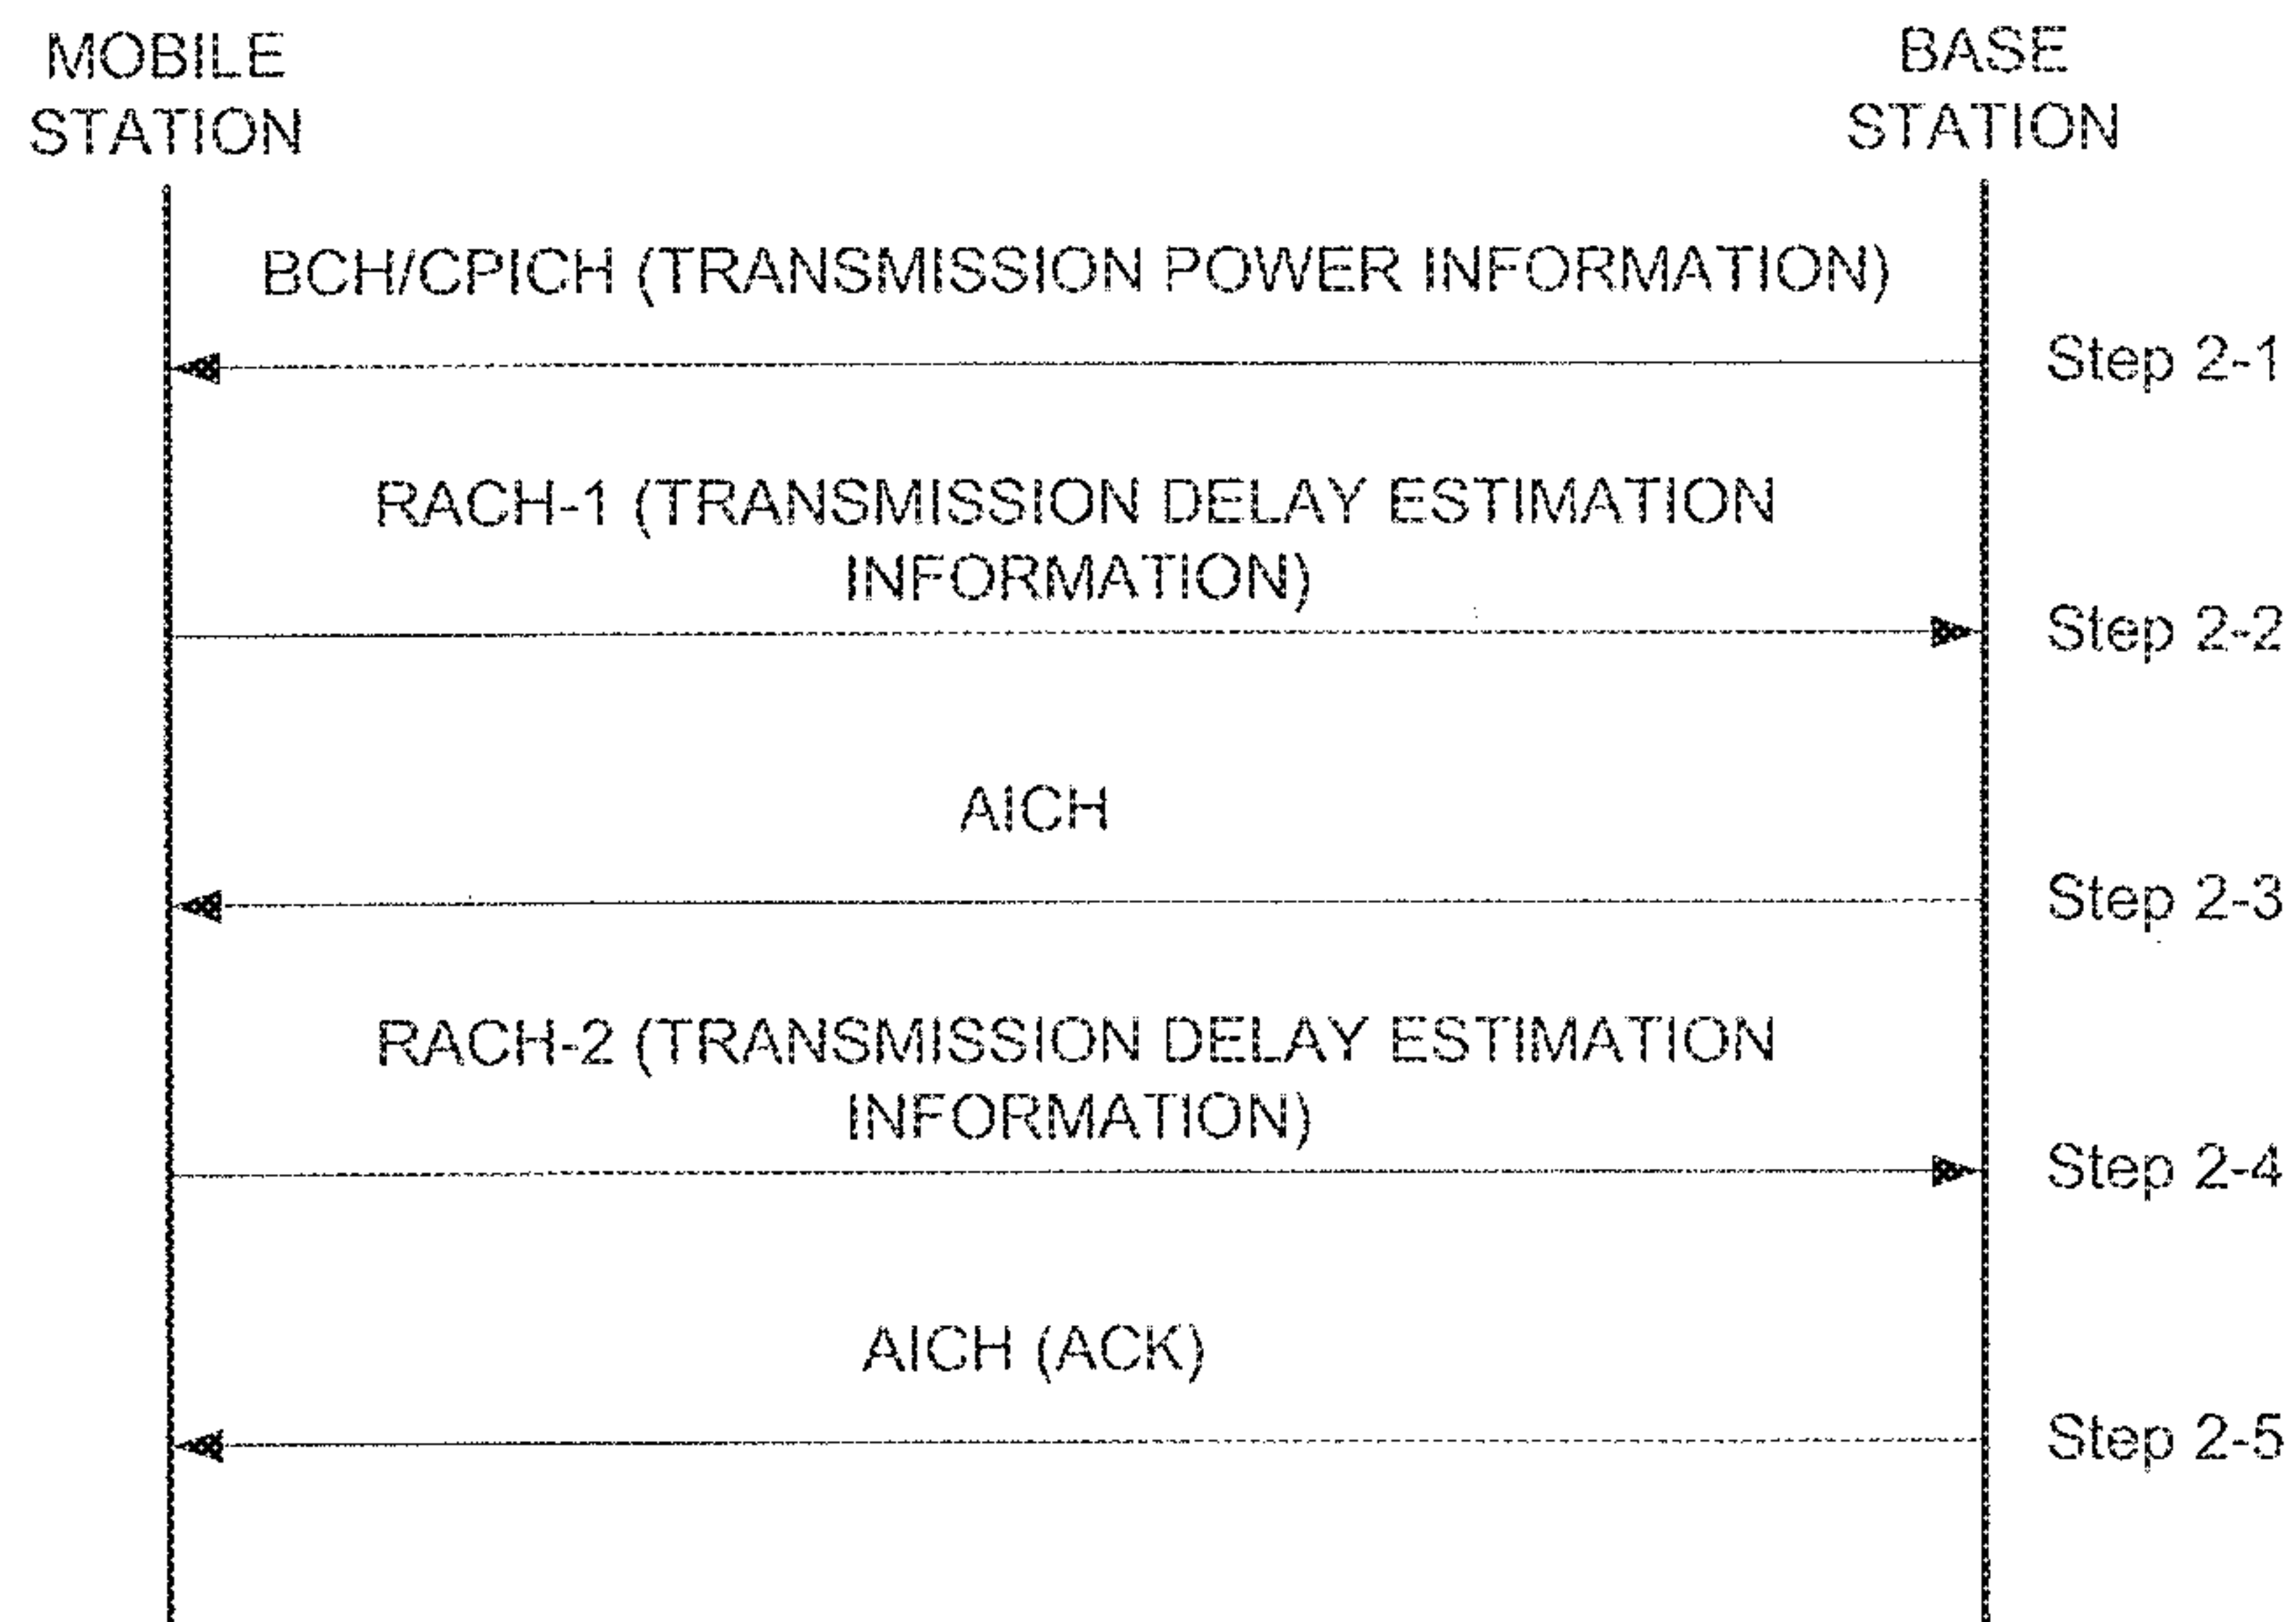 MOBILE
STATION
BASE
STATION
BCH/CPICH (TRANSMISSION POWER INFORMATION)
Step 2-1
RACH-1 (TRANSMISSION DELAY ESTIMATION
INFORMATION)
Step 2-2
AICH
Step 2-3
RACH-2 (TRANSMISSION DELAY ESTIMATION
INFORMATION)
Step 2-4
AICH (ACK)
Step 2-5